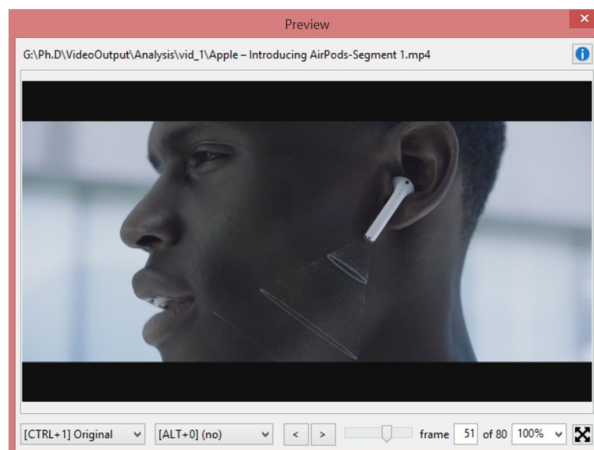 Preview
G:\Ph.D\VideoOutput\Analysis\vid_1\Apple – Introducing AirPods-Segment 1.mp4
[CTRL+1] Original [ALT+0] (no) < > frame 51 of 80 100%